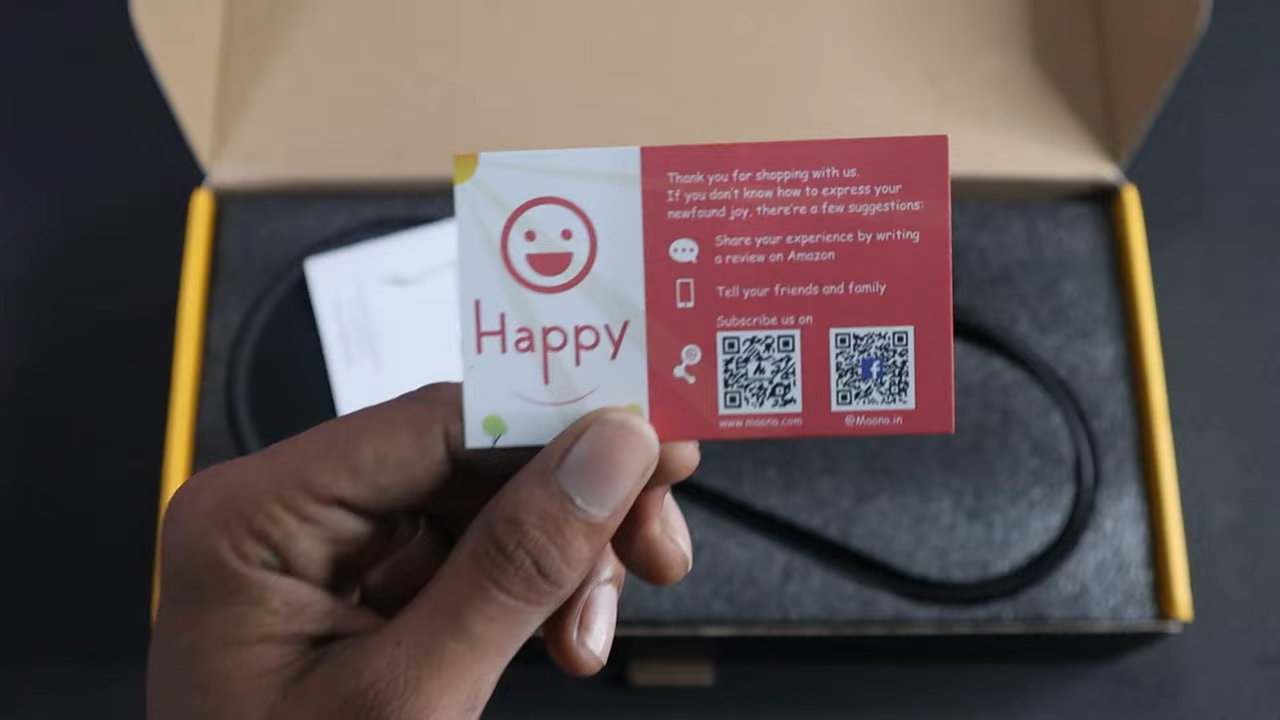 Happy
Thank you for shopping with us.
If you don't know how to express your
newfound joy, there're a few suggestions:
Share your experience by writing
a review on Amazon
Tell your friends and family
Subscribe us on
www.maono.com
@Maono.in